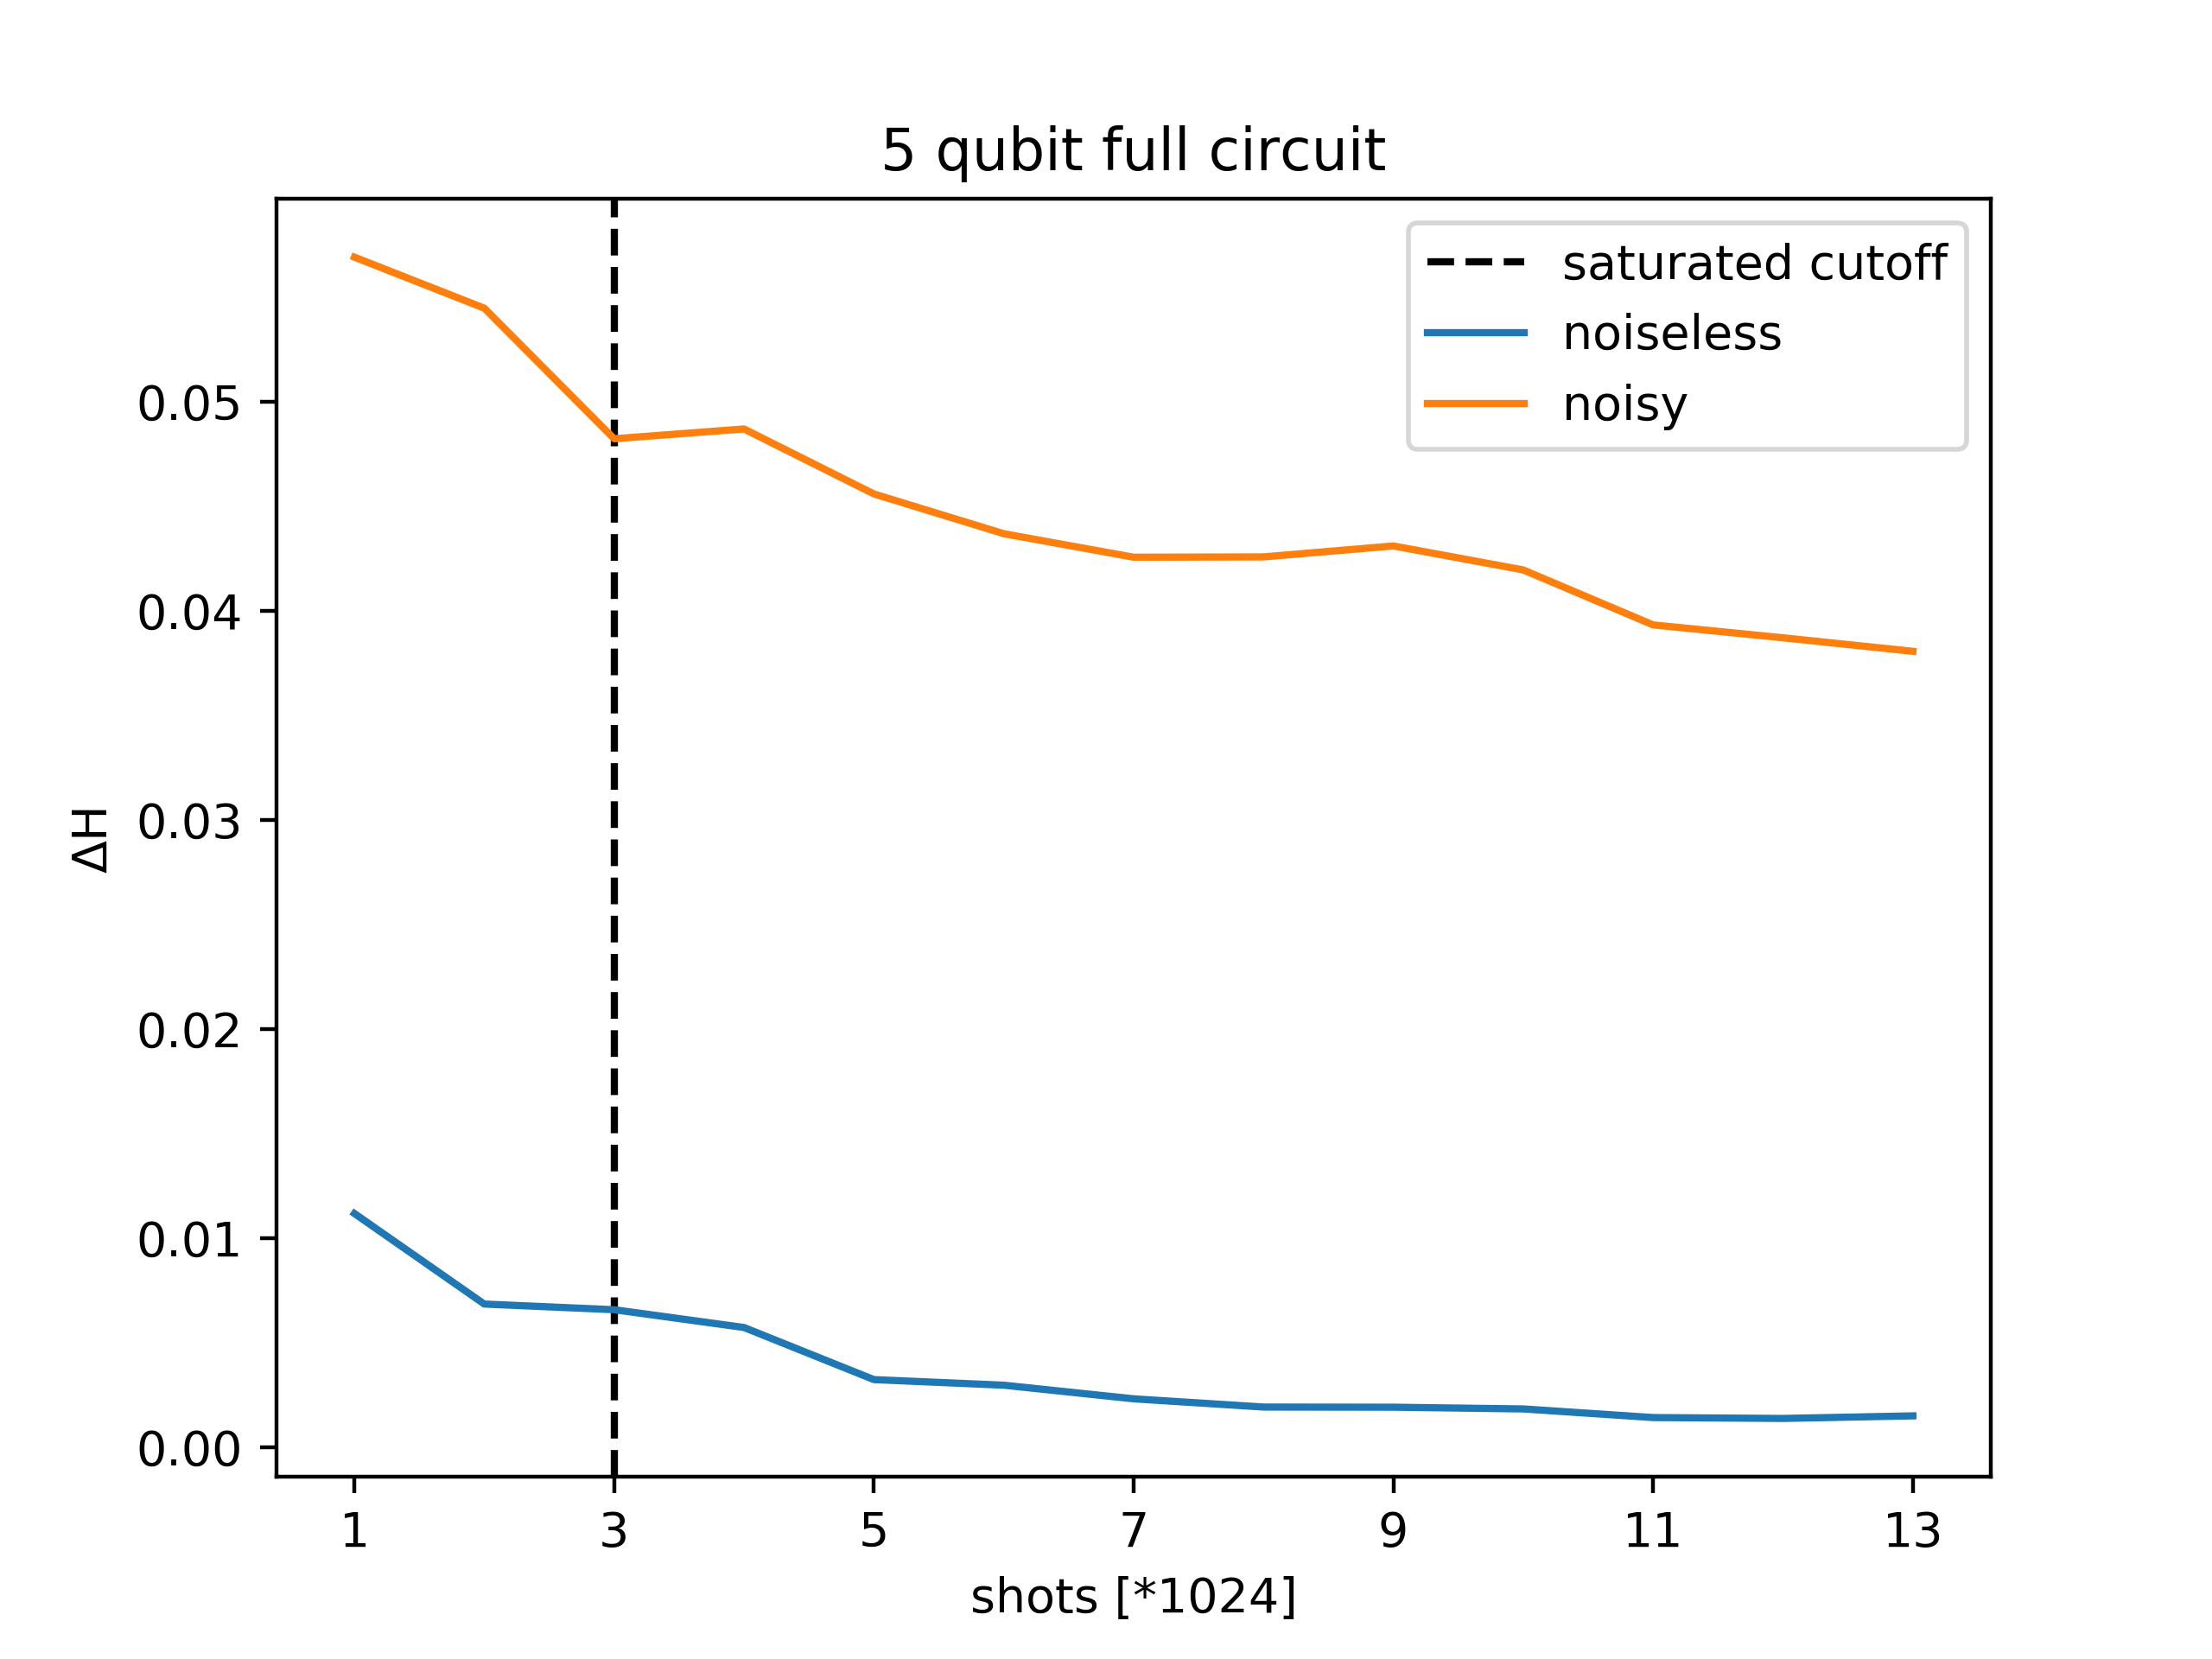 5 qubit full circuit
saturated cutoff
noiseless
noisy
0.05
0.04
0.03
0.02
0.01
0.00
ΔH
1 3 5 7 9 11 13
shots [*1024]